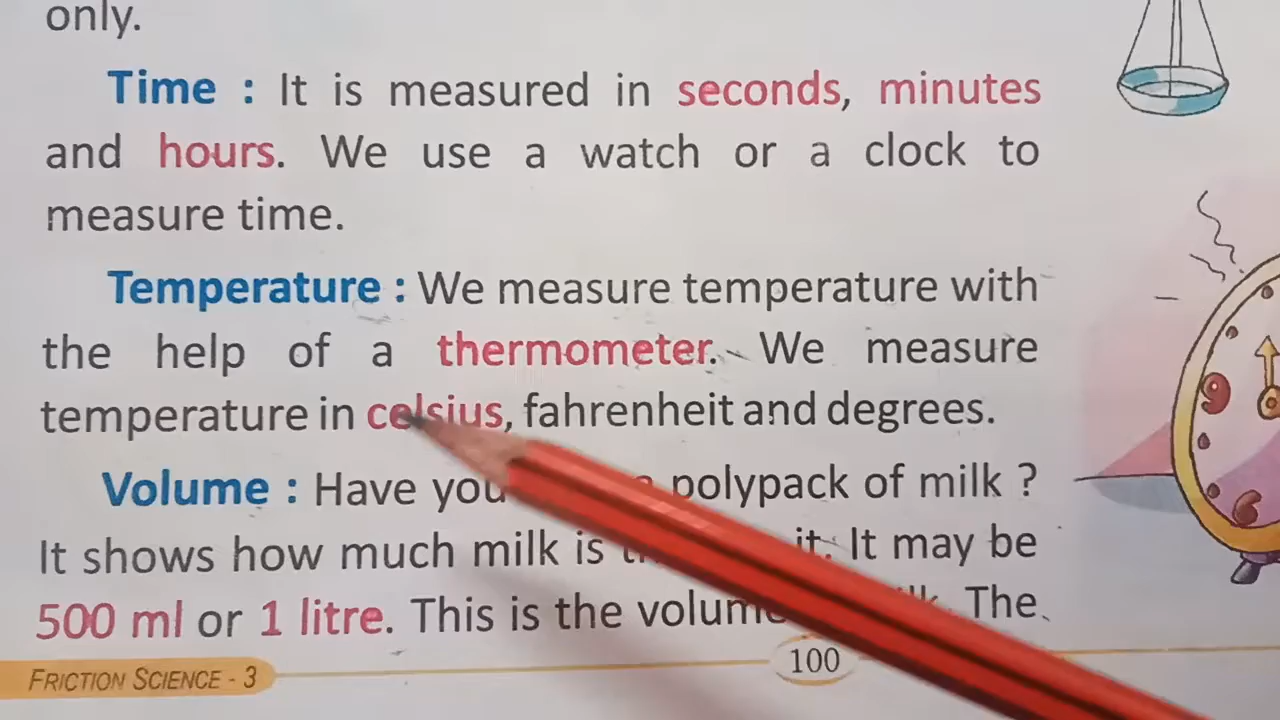 only.
Time : It is measured in seconds, minutes
and hours. We use a watch or a clock to
measure time.
Temperature : We measure temperature with
the help of a thermometer. We measure
temperature in celsius, fahrenheit and degrees.
Volume : Have you polypack of milk ?
It shows how much milk is it. It may be
500 ml or 1 litre. This is the volume The
FRICTION SCIENCE - 3
100
9
6